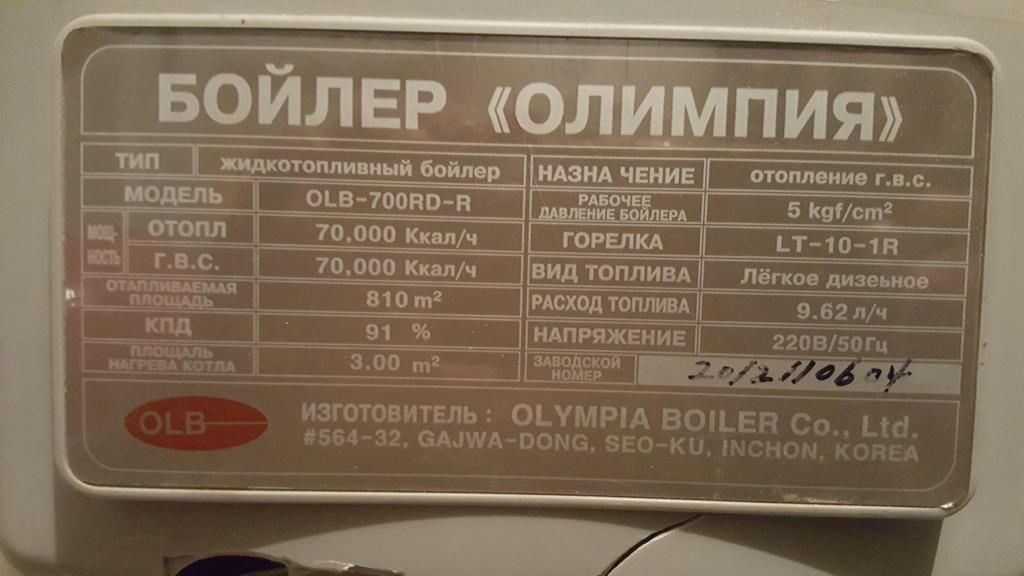 БОЙЛЕР «ОЛИМПИЯ»
ТИП жидкотопливный бойлер НАЗНА ЧЕНИЕ отопление г.в.с.
МОДЕЛЬ OLB-700RD-R РАБОЧЕЕ ДАВЛЕНИЕ БОЙЛЕРА 5 kgf/cm²
МОЩ-НОСТЬ ОТОПЛ 70,000 Ккал/ч ГОРЕЛКА LT-10-1R
Г.В.С. 70,000 Ккал/ч ВИД ТОПЛИВА Лёгкое дизеьное
ОТАПЛИВАЕМАЯ ПЛОЩАДЬ 810 m² РАСХОД ТОПЛИВА 9.62 л/ч
КПД 91 % НАПРЯЖЕНИЕ 220В/50Гц
ПЛОЩАЛЬ НАГРЕВА КОТЛА 3.00 m² ЗАВОДСКОЙ НОМЕР 2012110604
OLB ИЗГОТОВИТЕЛЬ : OLYMPIA BOILER Co., Ltd.
#564-32, GAJWA-DONG, SEO-KU, INCHON, KOREA